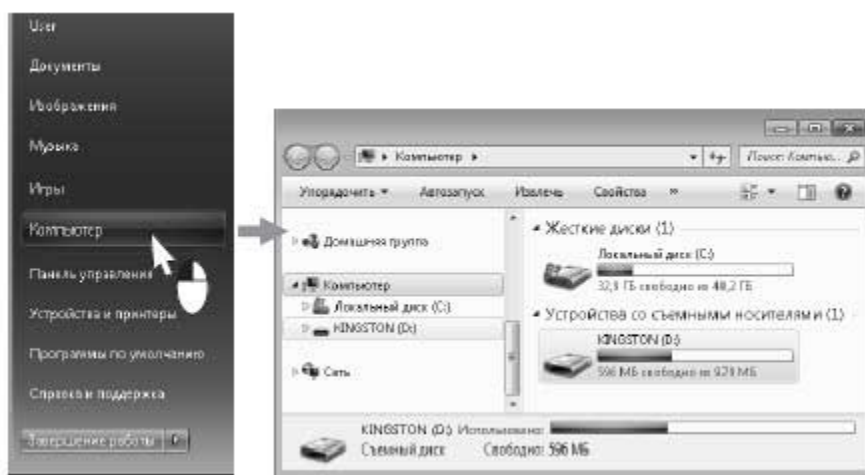 User
Документы
Изображения
Музыка
Игры
Компьютер
Панель управления
Устройства и принтеры
Программы по умолчанию
Справка и поддержка
Завершение работы
Компьютер
Поиск: Компью...
Упорядочить
Автозапуск
Извлечь
Свойства
»
Домашняя группа
Компьютер
Локальный диск (C:)
KINGSTON (D:)
Сеть
Жесткие диски (1)
Локальный диск (C:)
32,9 ГБ свободно из 48,2 ГБ
Устройства со съемными носителями (1)
KINGSTON (D:)
596 МБ свободно из 978 МБ
KINGSTON (D:) Использовано:
Съемный диск Свободно: 596 МБ